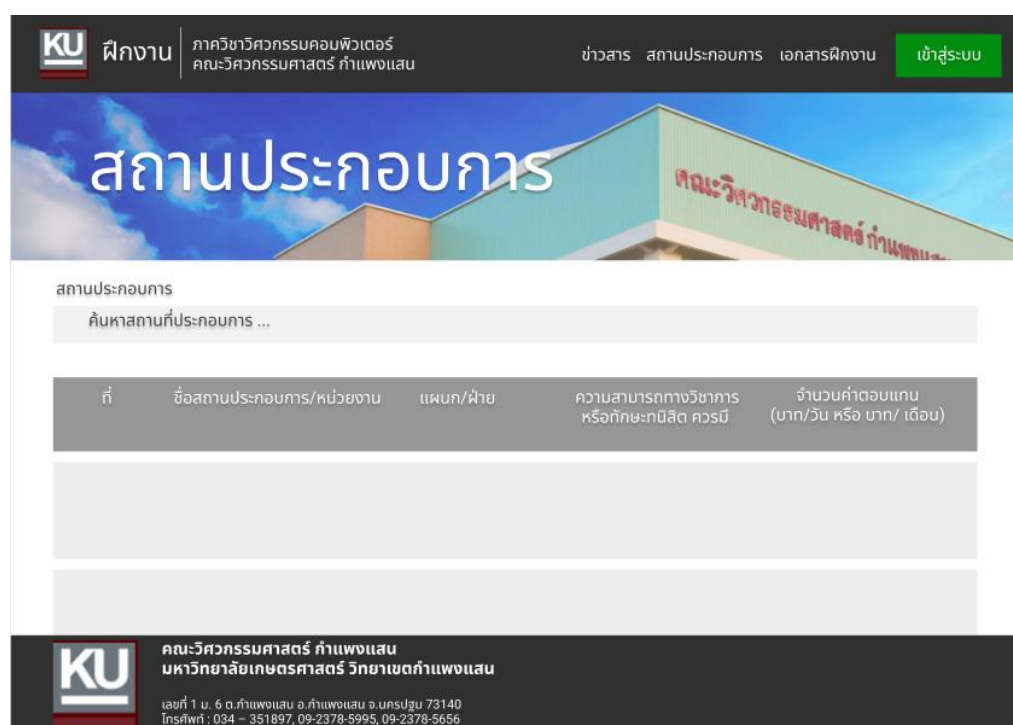 KU
ฝึกงาน
ภาควิชาวิศวกรรมคอมพิวเตอร์
คณะวิศวกรรมศาสตร์ กำแพงแสน
ข่าวสาร สถานประกอบการ เอกสารฝึกงาน เข้าสู่ระบบ
สถานประกอบการ
คณะวิศวกรรมศาสตร์ กำแพงแสน
สถานประกอบการ
ค้นหาสถานที่ประกอบการ ...
ที่
ชื่อสถานประกอบการ/หน่วยงาน
แผนก/ฝ่าย
ความสามารถทางวิชาการ
หรือทักษะทนิสิต ควรมี
จำนวนค่าตอบแทน
(บาท/วัน หรือ บาท/ เดือน)
KU
คณะวิศวกรรมศาสตร์ กำแพงแสน
มหาวิทยาลัยเกษตรศาสตร์ วิทยาเขตกำแพงแสน
เลขที่ 1 ม. 6 ต.กำแพงแสน อ.กำแพงแสน จ.นครปฐม 73140
โทรศัพท์ : 034 – 351897, 09-2378-5995, 09-2378-5656